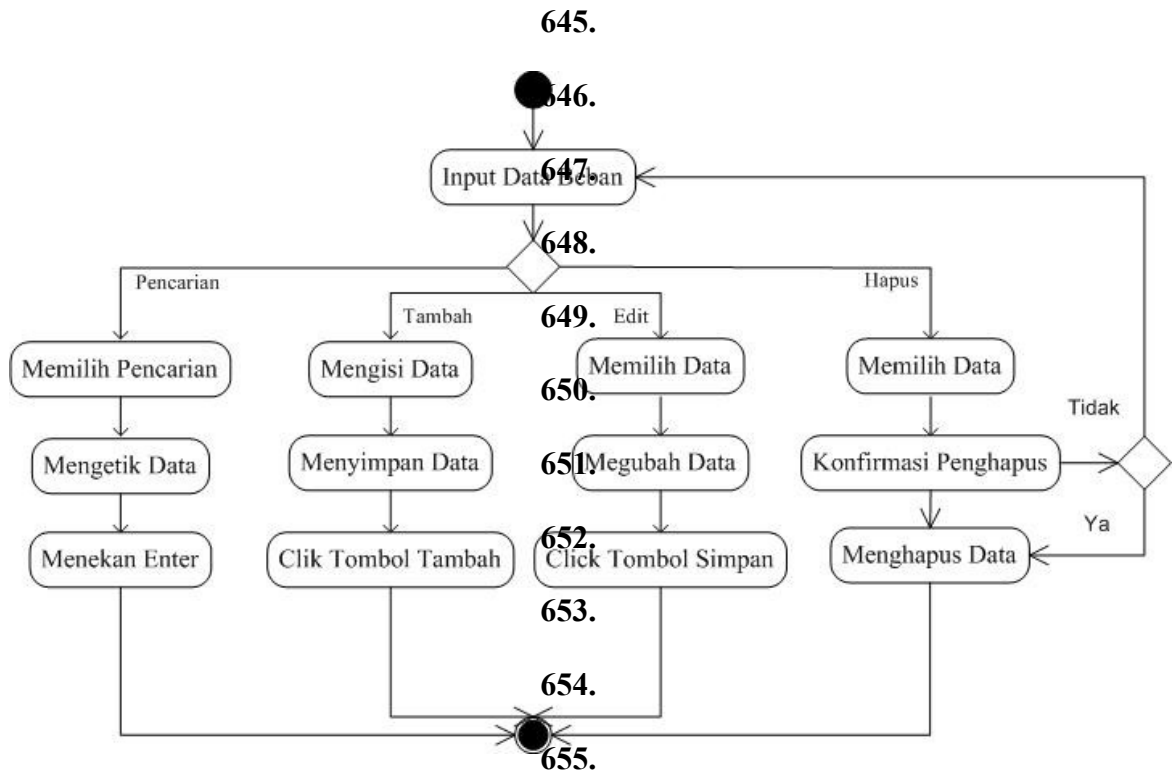 645.
646.
647.
Input Data Beban
648.
Pencarian
Hapus
Tambah
649.
Edit
Memilih Pencarian
Mengisi Data
Memilih Data
Memilih Data
650.
Tidak
Mengetik Data
Menyimpan Data
651.
Megubah Data
Konfirmasi Penghapus
Ya
652.
Menekan Enter
Clik Tombol Tambah
Click Tombol Simpan
Menghapus Data
653.
654.
655.